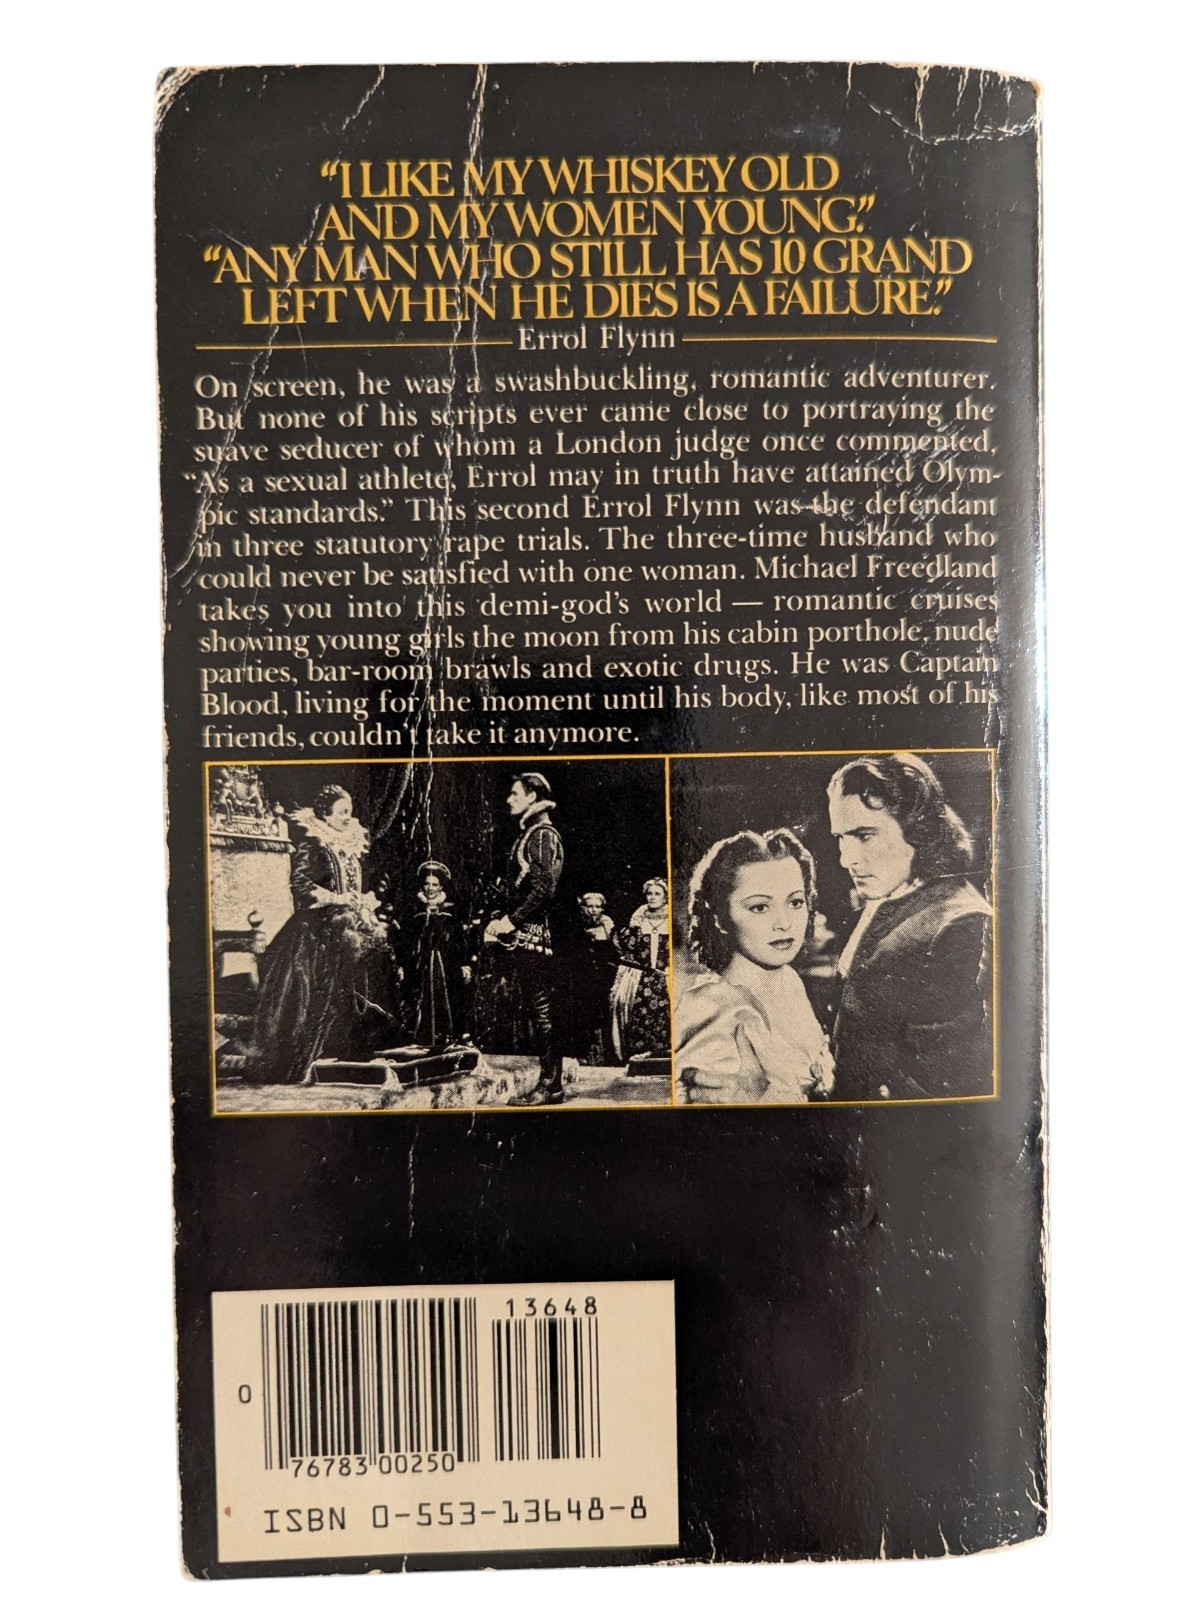 “I LIKE MY WHISKEY OLD
AND MY WOMEN YOUNG.”
“ANY MAN WHO STILL HAS 10 GRAND
LEFT WHEN HE DIES IS A FAILURE.”
Errol Flynn
On screen, he was a swashbuckling, romantic adventurer.
But none of his scripts ever came close to portraying the
suave seducer of whom a London judge once commented,
“As a sexual athlete, Errol may in truth have attained Olym-
pic standards.” This second Errol Flynn was the defendant
in three statutory rape trials. The three-time husband who
could never be satisfied with one woman. Michael Freedland
takes you into this demi-god's world — romantic cruises
showing young girls the moon from his cabin porthole, nude
parties, bar-room brawls and exotic drugs. He was Captain
Blood, living for the moment until his body, like most of his
friends, couldn't take it anymore.
13648
0
76783 00250
ISBN 0-553-13648-8